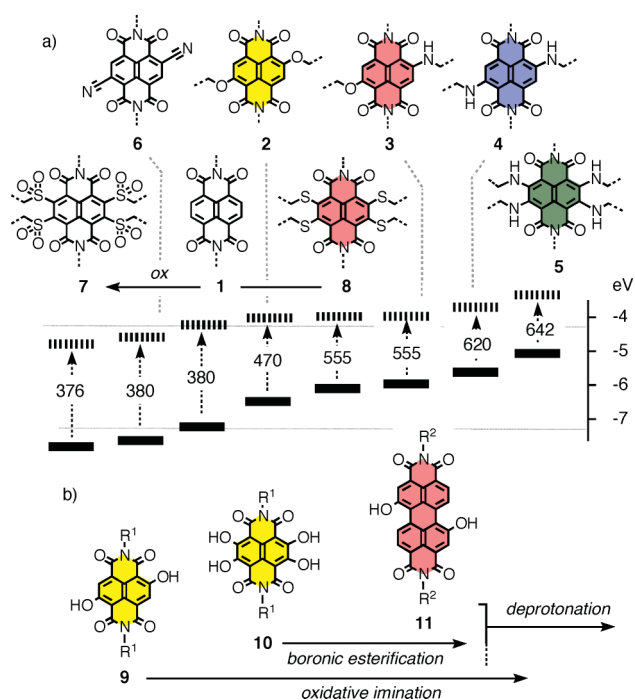 a)
O N O
N
N
O N O
6
O N O
O
O
O N O
2
O N O
H
N
O
O N O
3
O N O
H
N
N
H
O N O
4
O N O
O O
S S
O O
O O
S S
O O
O N O
7
O N O
O N O
1
O N O
S S
S S
O N O
8
O N O
H H
N N
N N
H H
O N O
5
ox
eV
-4
-5
-6
-7
376
380
380
470
555
555
620
642
b)
R1
N
O O
OH
HO
O N O
R1
9
R1
N
O O
HO OH
HO OH
O N O
R1
10
R2
N
O O
HO
OH
O N O
R2
11
deprotonation
boronic esterification
oxidative imination